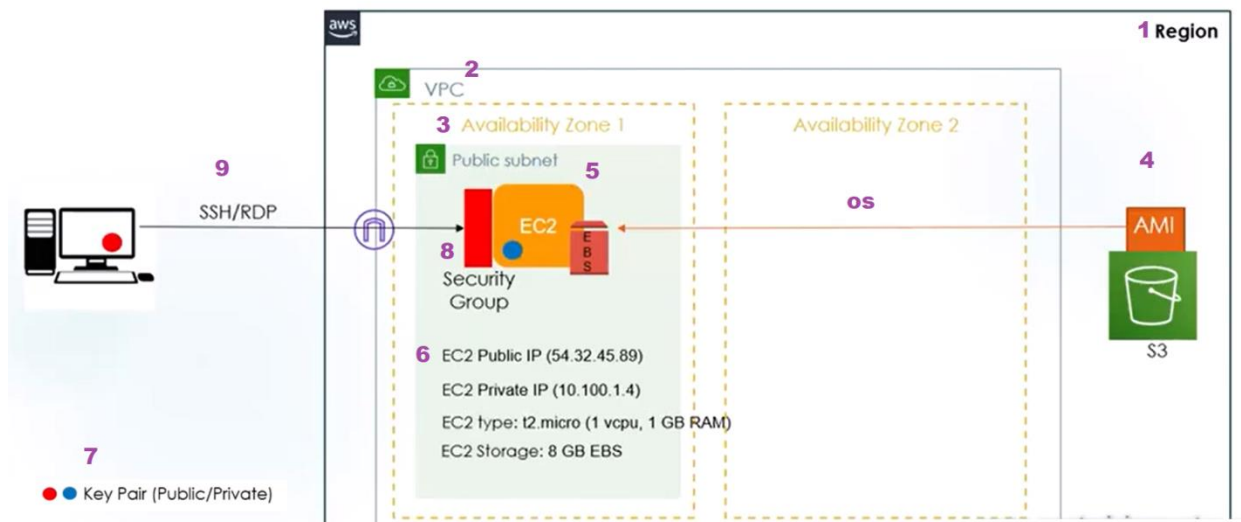 aws
1 Region
2
VPC
3 Availability Zone 1
Availability Zone 2
Public subnet
5
4
9
SSH/RDP
os
EC2
E
B
S
AMI
8
Security
Group
S3
6 EC2 Public IP (54.32.45.89)
EC2 Private IP (10.100.1.4)
EC2 type: t2.micro (1 vcpu, 1 GB RAM)
EC2 Storage: 8 GB EBS
7
Key Pair (Public/Private)